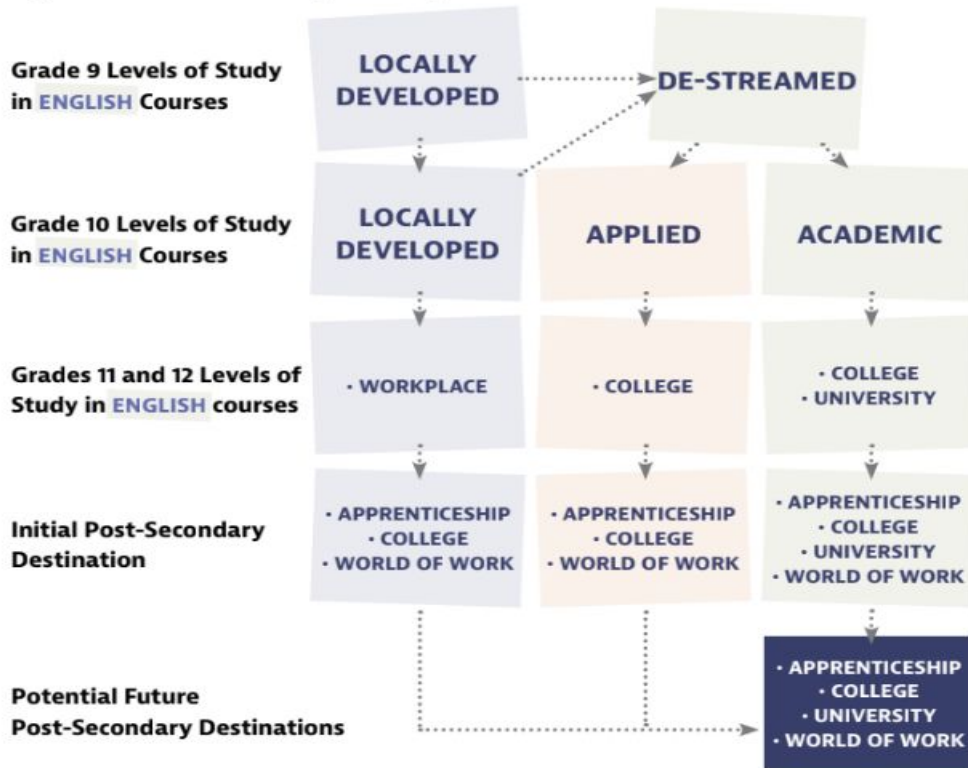 Grade 9 Levels of Study
in ENGLISH Courses
LOCALLY
DEVELOPED
DE-STREAMED
Grade 10 Levels of Study
in ENGLISH Courses
LOCALLY
DEVELOPED
APPLIED
ACADEMIC
Grades 11 and 12 Levels of
Study in ENGLISH courses
• WORKPLACE
• COLLEGE
• COLLEGE
• UNIVERSITY
Initial Post-Secondary
Destination
• APPRENTICESHIP
• COLLEGE
• WORLD OF WORK
• APPRENTICESHIP
• COLLEGE
• WORLD OF WORK
• APPRENTICESHIP
• COLLEGE
• UNIVERSITY
• WORLD OF WORK
Potential Future
Post-Secondary Destinations
• APPRENTICESHIP
• COLLEGE
• UNIVERSITY
• WORLD OF WORK